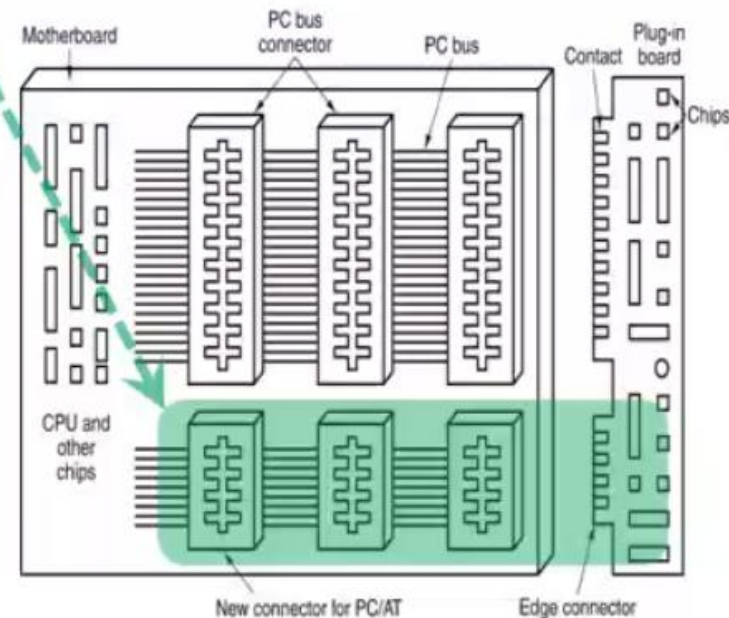 Motherboard
PC bus
connector
PC bus
Contact
Plug-in
board
Chips
CPU and
other
chips
New connector for PC/AT
Edge connector